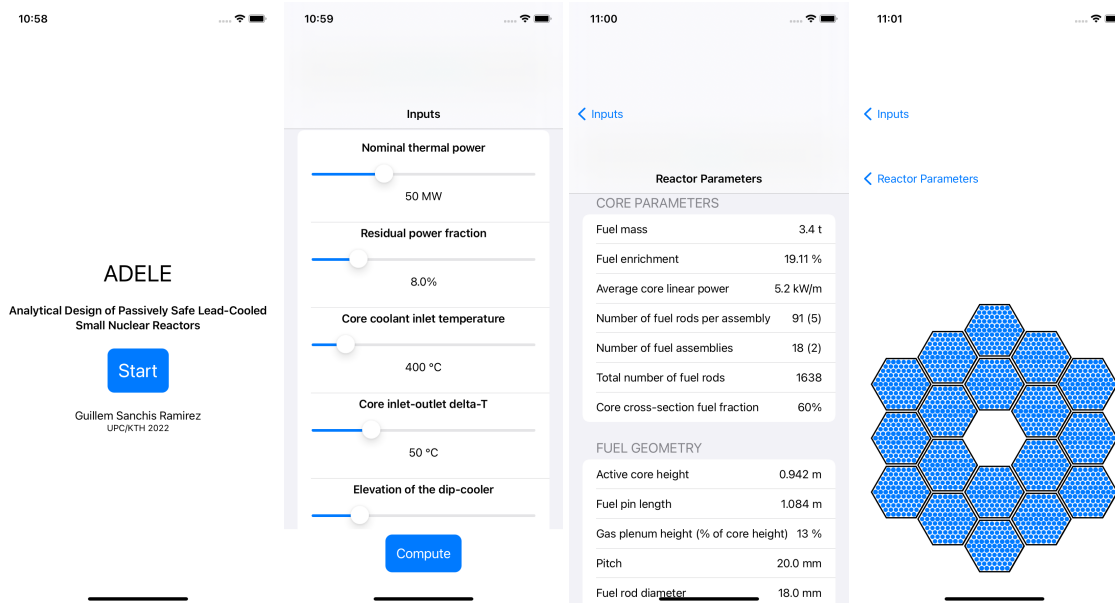 10:58
ADELE
Analytical Design of Passively Safe Lead-Cooled
Small Nuclear Reactors
Start
Guillem Sanchis Ramirez
UPC/KTH 2022
10:59
Inputs
Nominal thermal power
50 MW
Residual power fraction
8.0%
Core coolant inlet temperature
400 °C
Core inlet-outlet delta-T
50 °C
Elevation of the dip-cooler
Compute
11:00
Inputs
Reactor Parameters
CORE PARAMETERS
Fuel mass 3.4 t
Fuel enrichment 19.11 %
Average core linear power 5.2 kW/m
Number of fuel rods per assembly 91 (5)
Number of fuel assemblies 18 (2)
Total number of fuel rods 1638
Core cross-section fuel fraction 60%
FUEL GEOMETRY
Active core height 0.942 m
Fuel pin length 1.084 m
Gas plenum height (% of core height) 13 %
Pitch 20.0 mm
Fuel rod diameter 18.0 mm
11:01
Inputs
Reactor Parameters